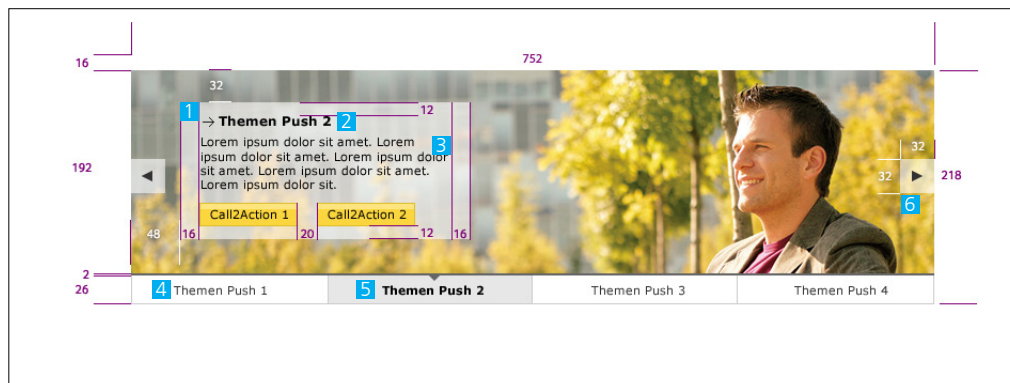 752
16
32
1
12
→ Themen Push 2
2
Lorem ipsum dolor sit amet. Lorem
ipsum dolor sit amet. Lorem ipsum dolor
sit amet. Lorem ipsum dolor sit amet.
Lorem ipsum dolor sit.
3
192
◄
32
32
►
218
6
Call2Action 1
Call2Action 2
48
16
20
12
16
2
26
4
Themen Push 1
5
Themen Push 2
Themen Push 3
Themen Push 4